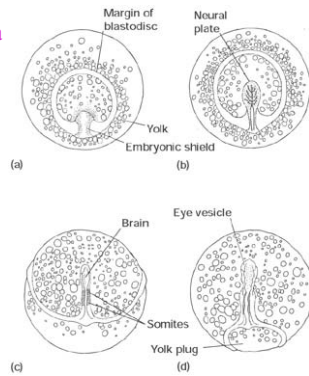 Margin of
blastodisc
Neural
plate
Yolk
Embryonic shield
(a)
(b)
Brain
Eye vesicle
Somites
Yolk plug
(c)
(d)